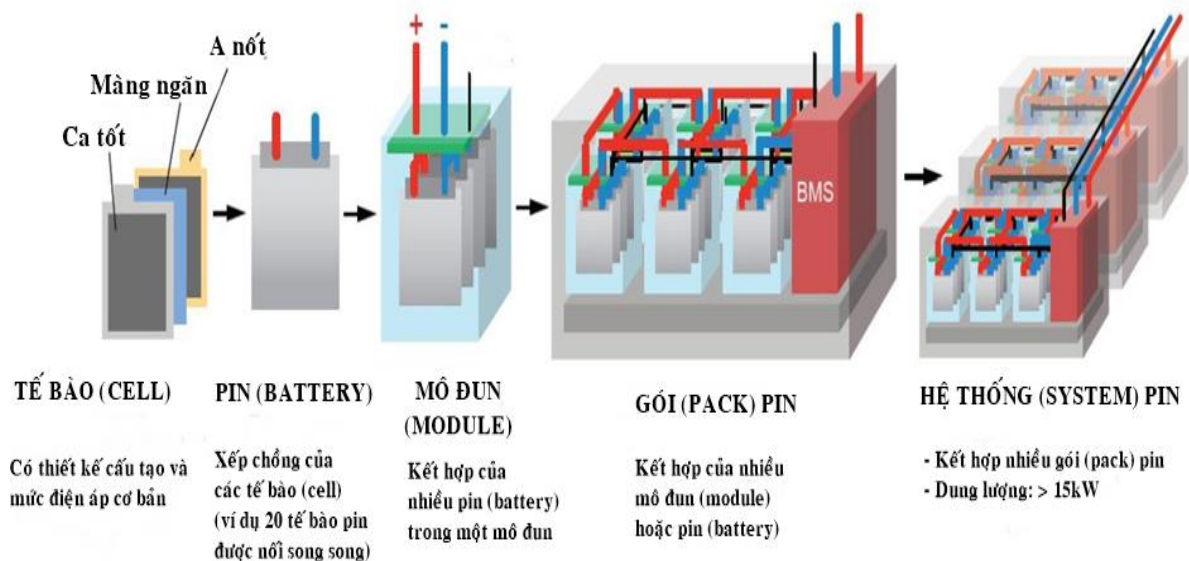 A nốt
Màng ngăn
Ca tốt
+ -
BMS
TẾ BÀO (CELL)
Có thiết kế cấu tạo và
mức điện áp cơ bản
PIN (BATTERY)
Xếp chồng của
các tế bào (cell)
(ví dụ 20 tế bào pin
được nối song song)
MÔ ĐUN
(MODULE)
Kết hợp của
nhiều pin (battery)
trong một mô đun
GÓI (PACK) PIN
Kết hợp của nhiều
mô đun (module)
hoặc pin (battery)
HỆ THỐNG (SYSTEM) PIN
- Kết hợp nhiều gói (pack) pin
- Dung lượng: > 15kW